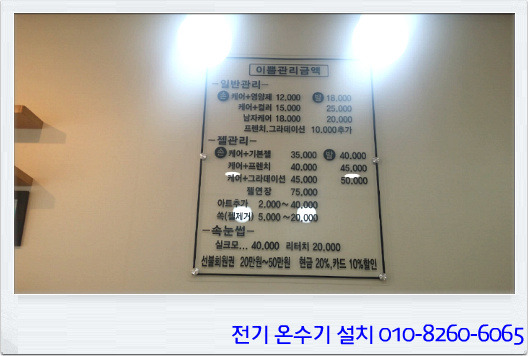 이름관리금액
-일반관리-
손 케어+영양제 12,000 발 18,000
케어+컬러 15,000 25,000
남자케어 18,000 20,000
프렌치,그라데이션 10,000추가
-젤관리-
손 케어+기본젤 35,000 발 40,000
케어+프렌치 40,000 45,000
케어+그라데이션 45,000 50,000
젤연장 75,000
아트추가 2,000~40,000
쏙(젤제거) 5,000~20,000
-속눈썹-
실크모... 40,000 리터치 20,000
선불회원권 20만원~50만원 현금 20%,카드 10%할인
전기 온수기 설치 010-8260-6065